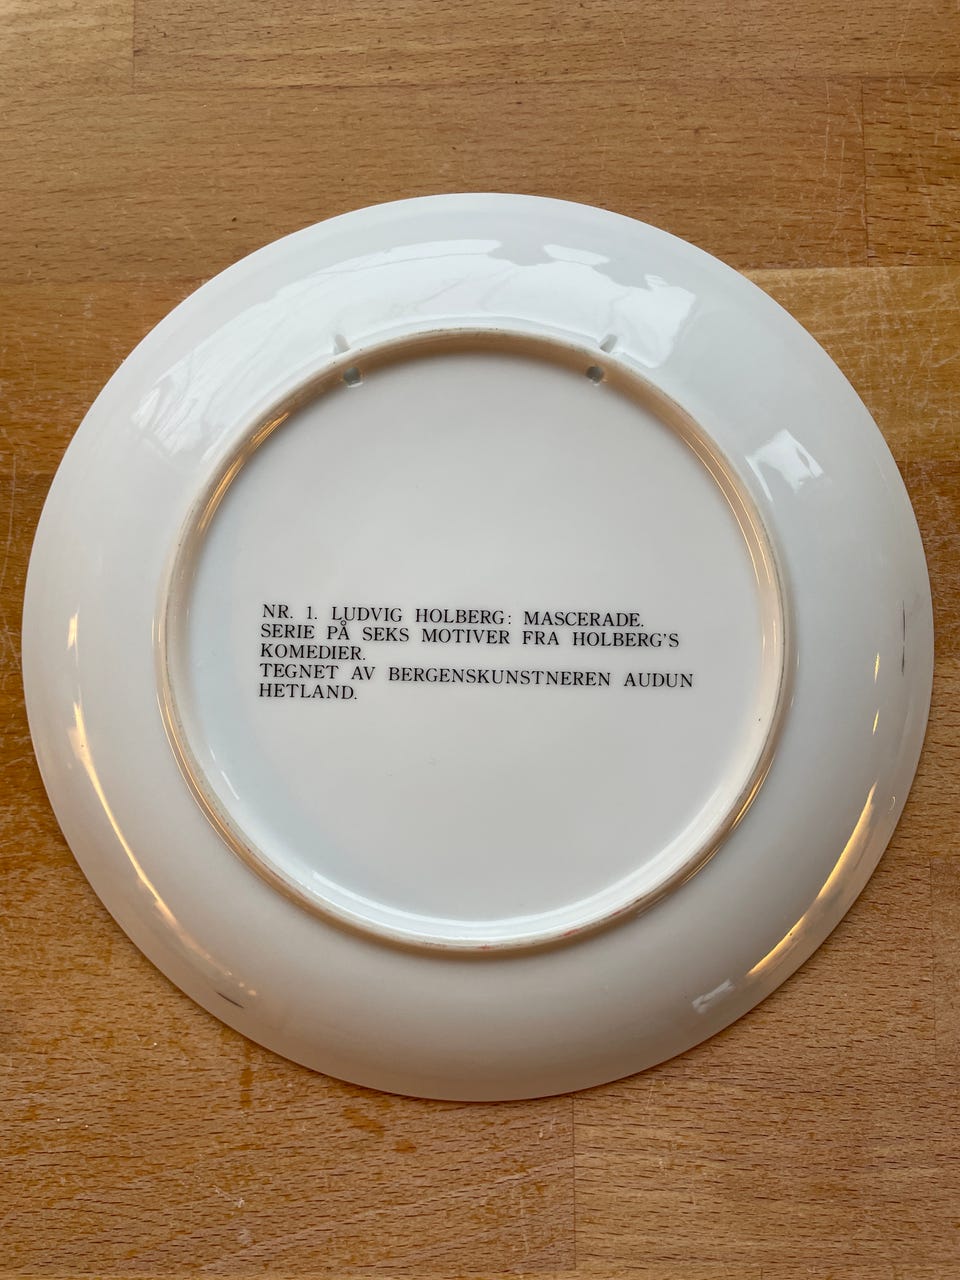 NR. 1. LUDVIG HOLBERG: MASCERADE.
SERIE PÅ SEKS MOTIVER FRA HOLBERG'S
KOMEDIER.
TEGNET AV BERGENSKUNSTNEREN AUDUN
HETLAND.